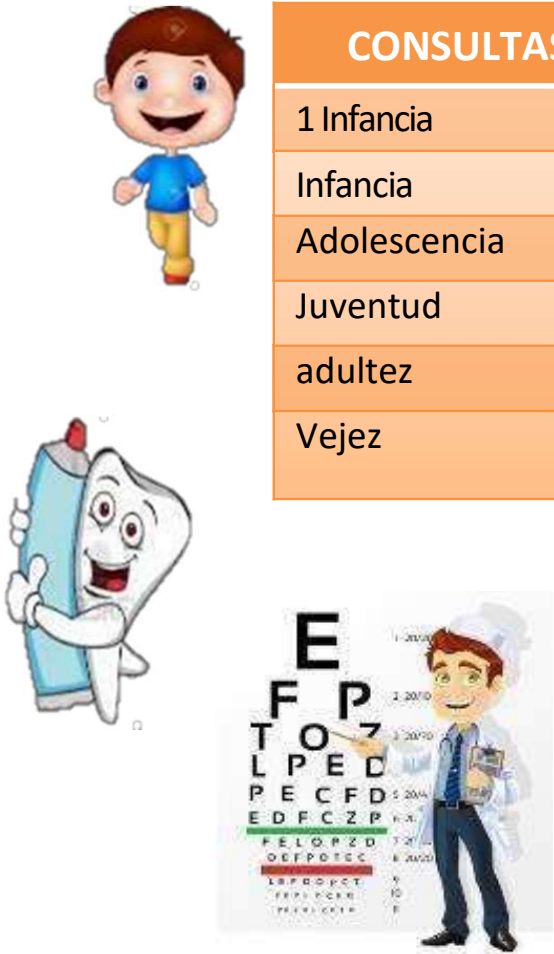 CONSULTAS
1 Infancia
Infancia
Adolescencia
Juventud
adultez
Vejez
E
F P
T O Z
L P E D
P E C F D
E D F C Z P
F E L O P Z D